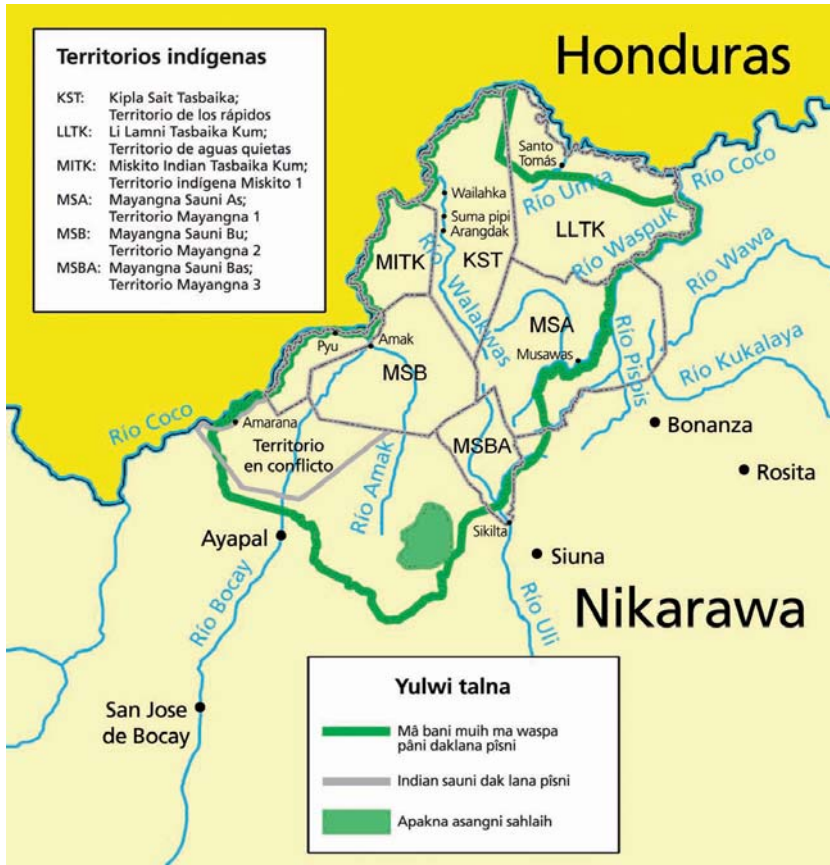 Territorios indígenas
KST: Kipla Sait Tasbaika;
Territorio de los rápidos
LLTK: Li Lamni Tasbaika Kum;
Territorio de aguas quietas
MITK: Miskito Indian Tasbaika Kum;
Territorio indígena Miskito 1
MSA: Mayangna Sauni As;
Territorio Mayangna 1
MSB: Mayangna Sauni Bu;
Territorio Mayangna 2
MSBA: Mayangna Sauni Bas;
Territorio Mayangna 3
Honduras
Santo
Tomás
Río Umra
Río Coco
Wailahka
Suma pipi
Arangdak
LLTK
Río Waspuk
Río Wawa
MITK
KST
Río Walakwas
MSA
Musawas
Río Pispis
Río Kukalaya
Pyu
Amak
MSB
Río Coco
Amarana
Territorio
en conflicto
MSBA
Bonanza
Rosita
Río Amak
Ayapal
Sikilta
Siuna
Río Bocay
Río Uli
Nikarawa
San Jose
de Bocay
Yulwi talna
Mâ bani muih ma waspa
pâni daklana pîsni
Indian sauni dak lana pîsni
Apakna asangni sahlaih